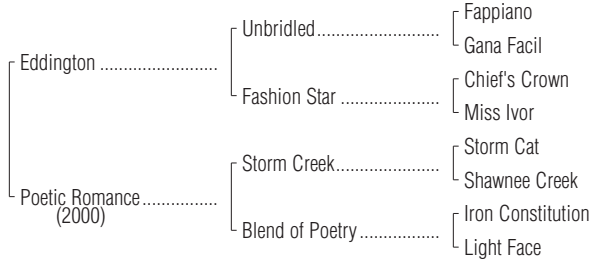 Fappiano
Unbridled........................
Gana Facil
Eddington .......................
Chief's Crown
Fashion Star ....................
Miss Ivor
Storm Cat
Storm Creek.....................
Shawnee Creek
Poetic Romance...............
(2000)
Iron Constitution
Blend of Poetry................
Light Face